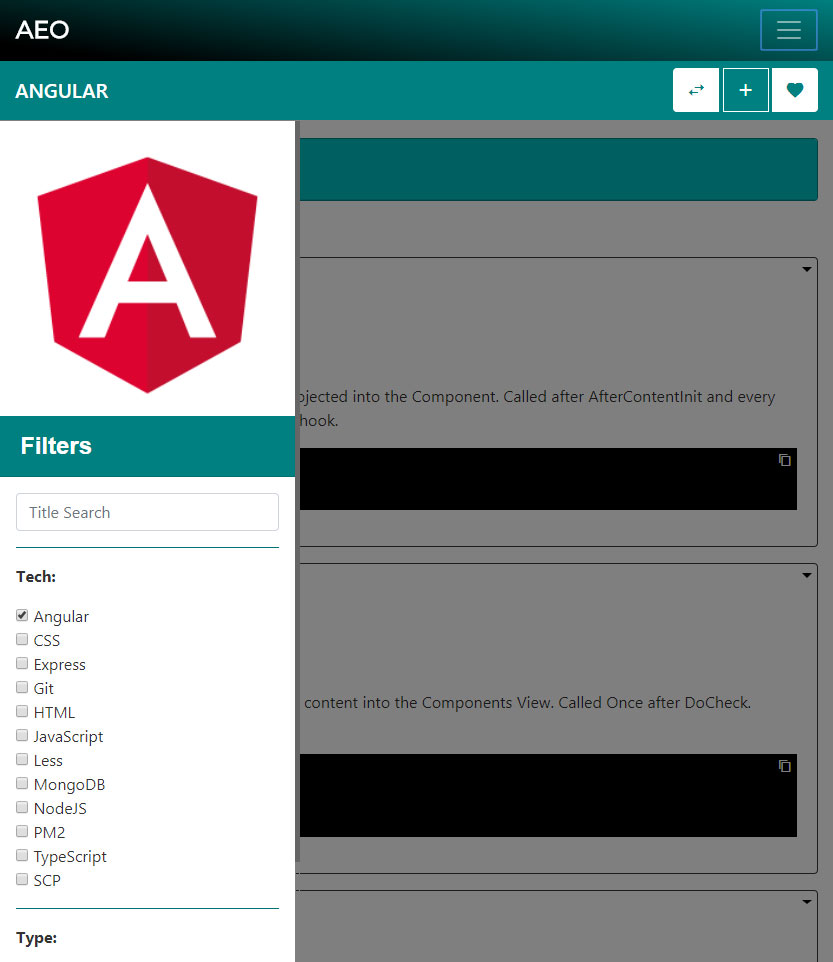 AEO
ANGULAR
Filters
Title Search
Tech:
Angular
CSS
Express
Git
HTML
JavaScript
Less
MongoDB
NodeJS
PM2
TypeScript
SCP
Type:
into the Component. Called after AfterContentInit and every
hook.
content into the Components View. Called Once after DoCheck.